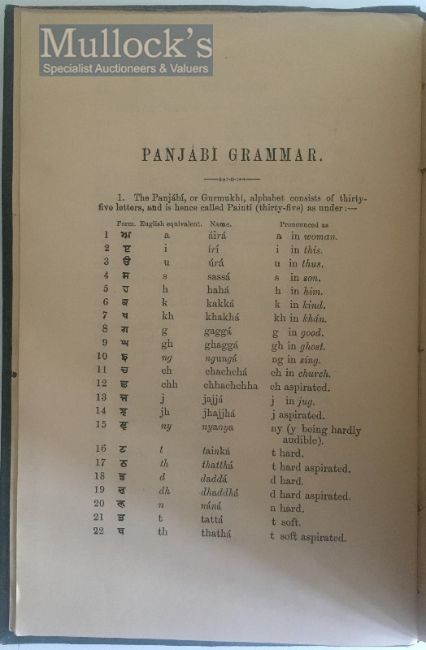 Mullock's
Specialist Auctioneers & Valuers
PANJÁBÍ GRAMMAR.
1. The Panjábí, or Gurmukhí, alphabet consists of thirty-
five letters, and is hence called Paintí (thirty-five) as under:—
Form. English equivalent. Name. Pronounced as
1 ਅ a áirá a in woman.
2 ੲ i írí i in this.
3 ੳ u úrá u in thus.
4 ਸ s sassá s in son.
5 ਹ h hahá h in him.
6 ਕ k kakká k in kind.
7 ਖ kh khakhá kh in khán.
8 ਗ g gaggá g in good.
9 ਘ gh ghaggá gh in ghost.
10 ਙ ng ngungá ng in sing.
11 ਚ ch chachchá ch in church.
12 ਛ chh chhachchha ch aspirated.
13 ਜ j jajjá j in jug.
14 ਝ jh jhajjhá j aspirated.
15 ਞ ny nyanya ny (y being hardly
audible).
16 ਟ t tainká t hard.
17 ਠ th thatthá t hard aspirated.
18 ਡ d daddá d hard.
19 ਢ dh dhaddhá d hard aspirated.
20 ਣ n náná n hard.
21 ਤ t tattá t soft.
22 ਥ th thathá t soft aspirated.